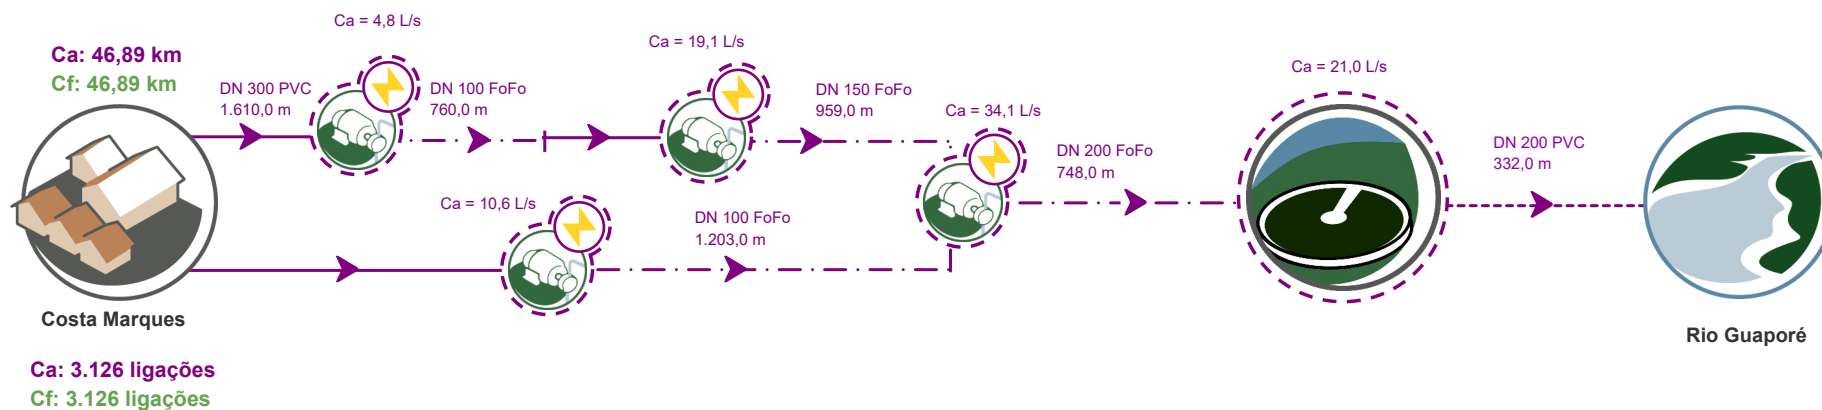 Ca = 4,8 L/s
Ca: 46,89 km
Cf: 46,89 km
DN 300 PVC
1.610,0 m
DN 100 FoFo
760,0 m
Ca = 19,1 L/s
DN 150 FoFo
959,0 m
Ca = 34,1 L/s
DN 200 FoFo
748,0 m
Ca = 21,0 L/s
DN 200 PVC
332,0 m
Ca = 10,6 L/s
DN 100 FoFo
1.203,0 m
Costa Marques
Rio Guaporé
Ca: 3.126 ligações
Cf: 3.126 ligações